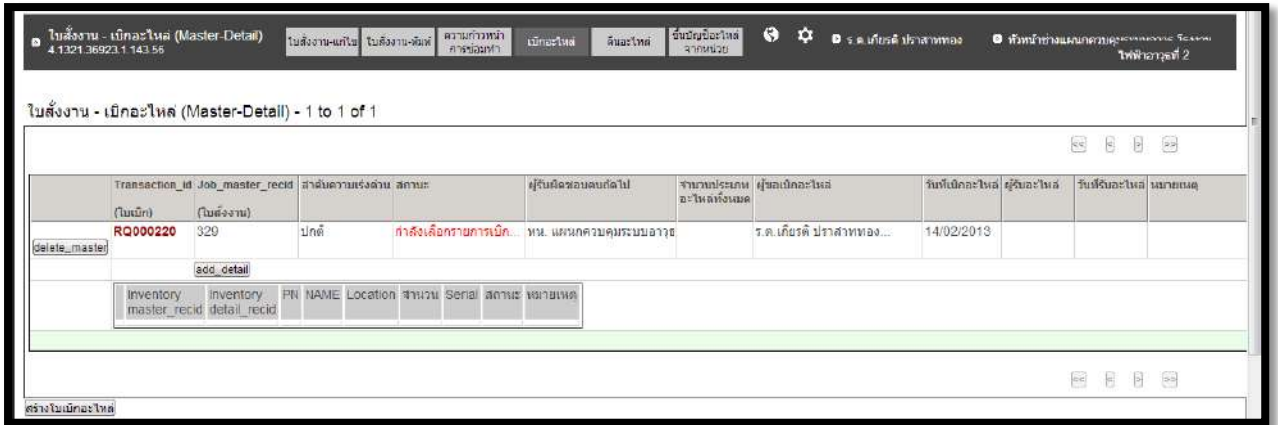 ใบสั่งงาน - เบิกอะไหล่ (Master-Detail)
4.1321.36923.1.143.56
ใบสั่งงาน-แก้ไข ใบสั่งงาน-พิมพ์ ความก้าวหน้า การซ่อมทำ เบิกอะไหล่ คืนอะไหล่ ขึ้นบัญชีอะไหล่ จากหน่วย ร.ต.เกียรติ ปราสาททอง หัวหน้าช่างแผนกควบคุม
ไฟฟ้าอาวุธที่ 2
ใบสั่งงาน - เบิกอะไหล่ (Master-Detail) - 1 to 1 of 1
<< < > >>
Transaction_id Job_master_recid ลำดับความเร่งด่วน สถานะ ผู้รับผิดชอบคนถัดไป จำนวนประเภท ผู้ขอเบิกอะไหล่ วันที่เบิกอะไหล่ ผู้รับอะไหล่ วันที่รับอะไหล่ หมายเหตุ
อะไหล่ทั้งหมด
(ใบเบิก) (ใบสั่งงาน)
delete_master RQ000220 329 ปกติ กำลังเลือกรายการเบิก... หน. แผนกควบคุมระบบอาวุธ ร.ต.เกียรติ ปราสาททอง... 14/02/2013
add_detail
Inventory Inventory PN NAME Location จำนวน Serial สถานะ หมายเหตุ
master_recid detail_recid
<< < > >>
สร้างใบเบิกอะไหล่